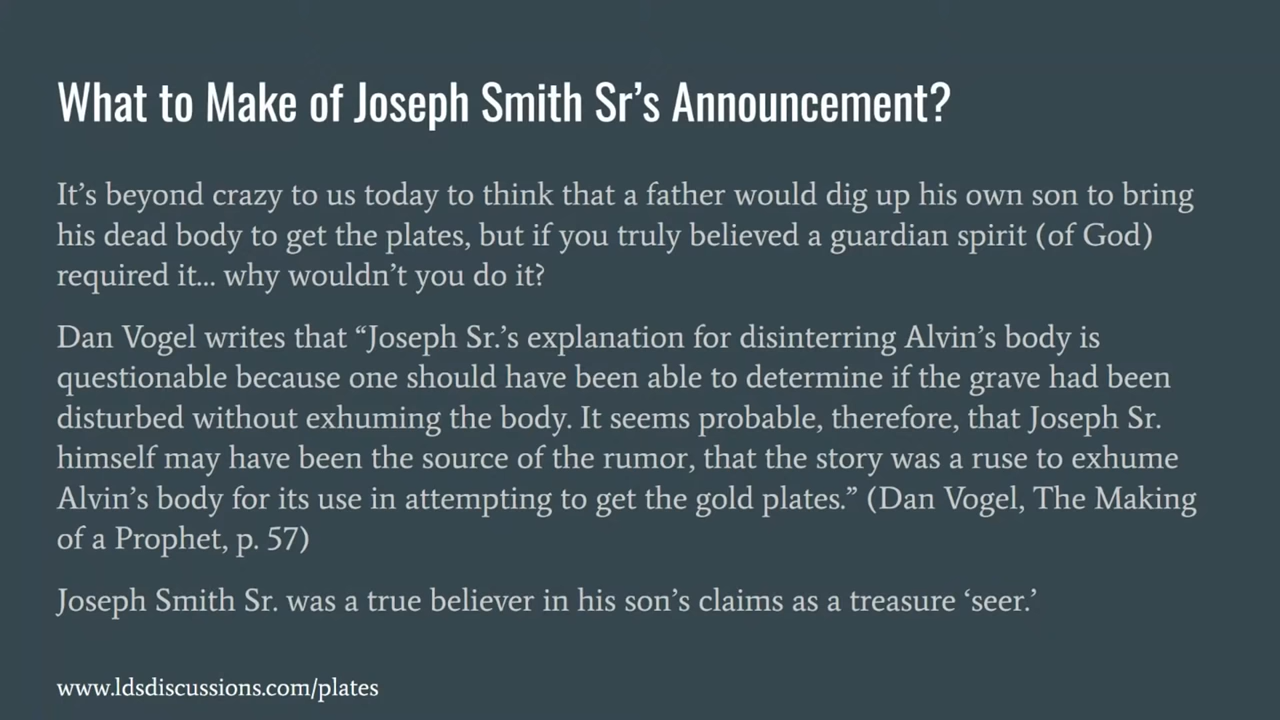 What to Make of Joseph Smith Sr’s Announcement?
It’s beyond crazy to us today to think that a father would dig up his own son to bring
his dead body to get the plates, but if you truly believed a guardian spirit (of God)
required it... why wouldn’t you do it?
Dan Vogel writes that “Joseph Sr.’s explanation for disinterring Alvin’s body is
questionable because one should have been able to determine if the grave had been
disturbed without exhuming the body. It seems probable, therefore, that Joseph Sr.
himself may have been the source of the rumor, that the story was a ruse to exhume
Alvin’s body for its use in attempting to get the gold plates.” (Dan Vogel, The Making
of a Prophet, p. 57)
Joseph Smith Sr. was a true believer in his son’s claims as a treasure ‘seer.’
www.ldsdiscussions.com/plates